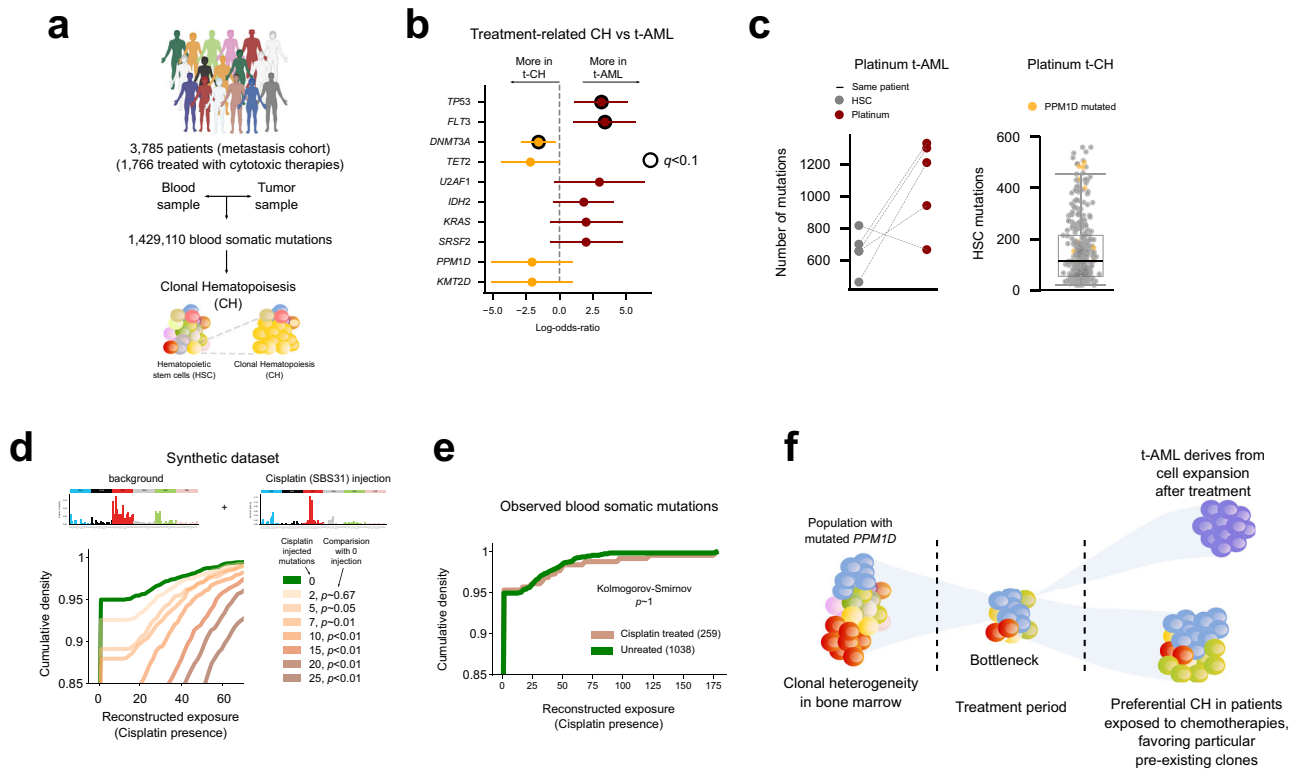 a
3,785 patients (metastasis cohort)
(1,766 treated with cytotoxic therapies)
Blood
sample
Tumor
sample
1,429,110 blood somatic mutations
Clonal Hematopoisesis
(CH)
Hematopoietic
stem cells (HSC)
Clonal Hematopoiesis
(CH)
b
Treatment-related CH vs t-AML
More in
t-CH
More in
t-AML
TP53
FLT3
DNMT3A
TET2
U2AF1
IDH2
KRAS
SRSF2
PPM1D
KMT2D
q<0.1
−5.0 −2.5 0.0 2.5 5.0
Log-odds-ratio
c
Platinum t-AML
Same patient
HSC
Platinum
Number of mutations
1200
1000
800
600
Platinum t-CH
PPM1D mutated
HSC mutations
600
400
200
0
d
Synthetic dataset
background
+
Cisplatin (SBS31) injection
Cisplatin
injected
mutations
Comparision
with 0
injection
0
2, p~0.67
5, p~0.05
7, p~0.01
10, p<0.01
15, p<0.01
20, p<0.01
25, p<0.01
Cumulative density
1
0.95
0.9
0.85
0 20 40 60
Reconstructed exposure
(Cisplatin presence)
e
Observed blood somatic mutations
Cumulative density
1
0.95
0.91
0.85
Kolmogorov-Smirnov
p~1
Cisplatin treated (259)
Unreated (1038)
0 25 50 75 100 125 150 175
Reconstructed exposure
(Cisplatin presence)
f
t-AML derives from
cell expansion
after treatment
Population with
mutated PPM1D
Bottleneck
Clonal heterogeneity
in bone marrow
Treatment period
Preferential CH in patients
exposed to chemotherapies,
favoring particular
pre-existing clones